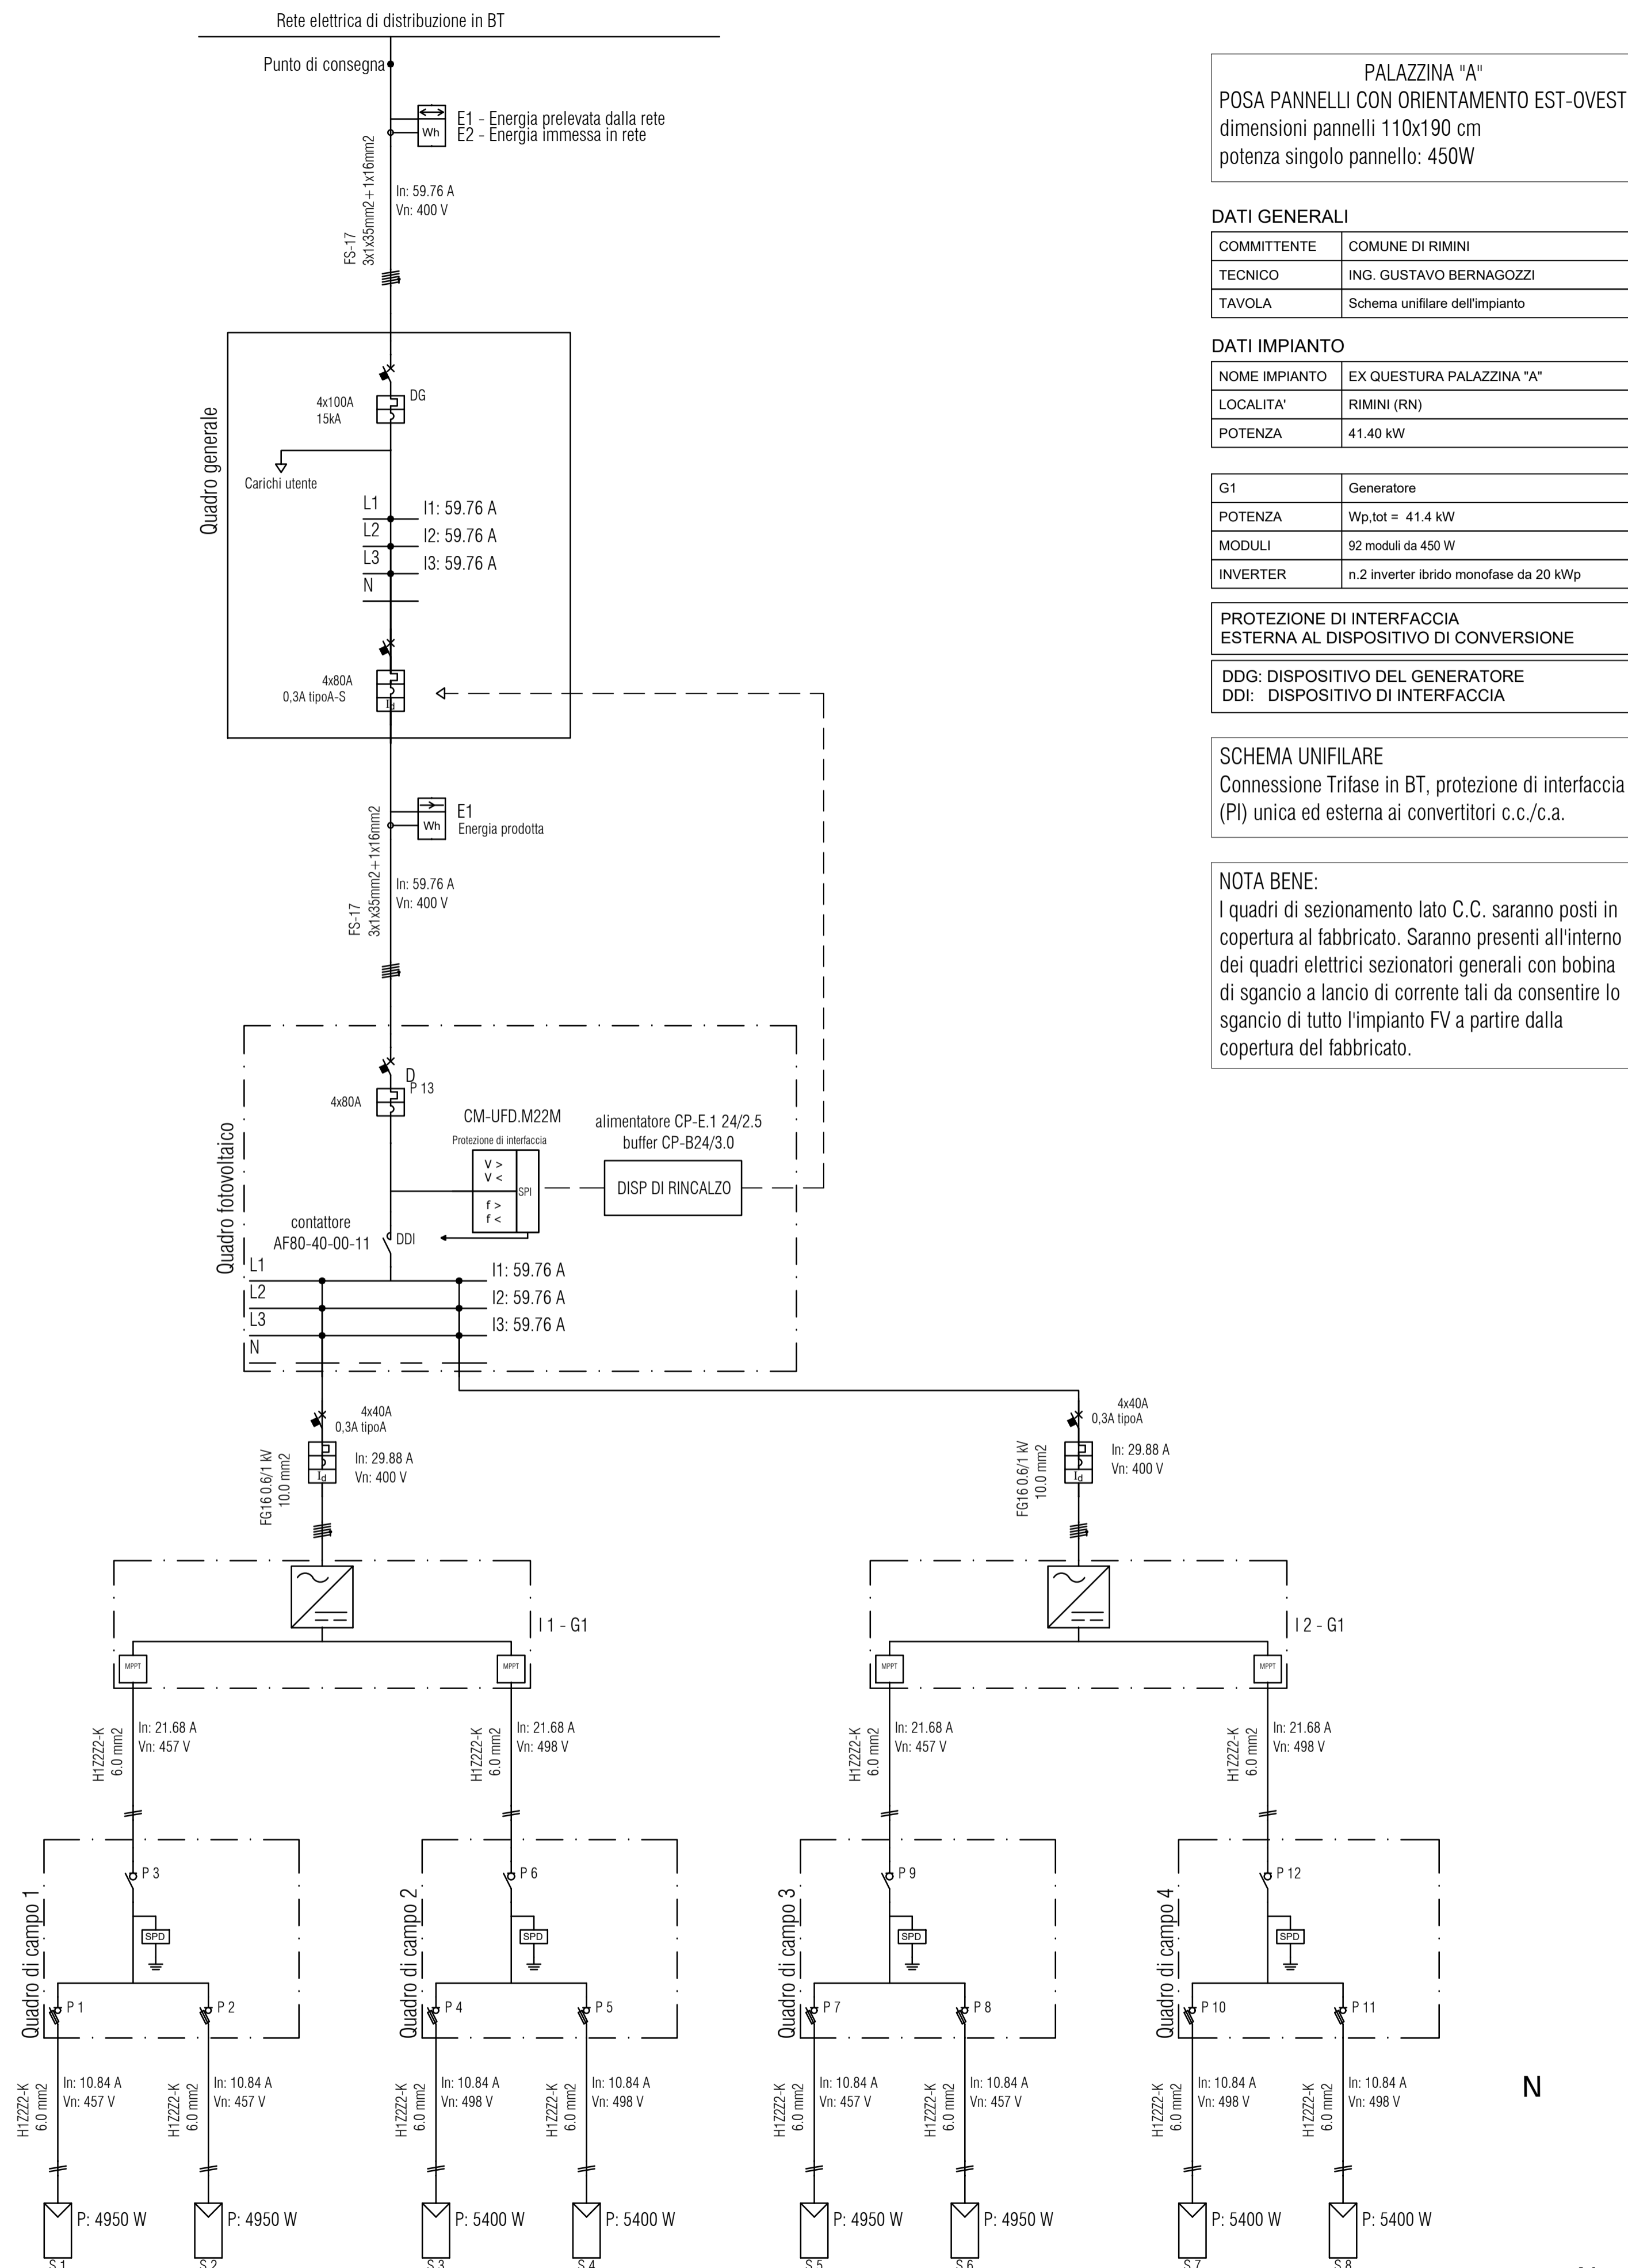 Rete elettrica di distribuzione in BT
Punto di consegna
Wh
E1 - Energia prelevata dalla rete
E2 - Energia immessa in rete
FS-17
3x1x35mm2+1x16mm2
In: 59.76 A
Vn: 400 V
Quadro generale
4x100A
15kA
DG
Carichi utente
L1
I1: 59.76 A
L2
I2: 59.76 A
L3
I3: 59.76 A
N
4x80A
0,3A tipoA-S
Id
Wh
E1
Energia prodotta
FS-17
3x1x35mm2+1x16mm2
In: 59.76 A
Vn: 400 V
Quadro fotovoltaico
D
P 13
4x80A
CM-UFD.M22M
Protezione di interfaccia
V >
V <
f >
f <
SPI
alimentatore CP-E.1 24/2.5
buffer CP-B24/3.0
DISP DI RINCALZO
contattore
AF80-40-00-11
DDI
L1
I1: 59.76 A
L2
I2: 59.76 A
L3
I3: 59.76 A
N
4x40A
0,3A tipoA
Id
FG16 0.6/1 kV
10.0 mm2
In: 29.88 A
Vn: 400 V
4x40A
0,3A tipoA
Id
FG16 0.6/1 kV
10.0 mm2
In: 29.88 A
Vn: 400 V
I 1 - G1
MPPT
MPPT
I 2 - G1
MPPT
MPPT
H1Z2Z2-K
6.0 mm2
In: 21.68 A
Vn: 457 V
H1Z2Z2-K
6.0 mm2
In: 21.68 A
Vn: 498 V
H1Z2Z2-K
6.0 mm2
In: 21.68 A
Vn: 457 V
H1Z2Z2-K
6.0 mm2
In: 21.68 A
Vn: 498 V
Quadro di campo 1
P 3
SPD
P 1
P 2
Quadro di campo 2
P 6
SPD
P 4
P 5
Quadro di campo 3
P 9
SPD
P 7
P 8
Quadro di campo 4
P 12
SPD
P 10
P 11
H1Z2Z2-K
6.0 mm2
In: 10.84 A
Vn: 457 V
H1Z2Z2-K
6.0 mm2
In: 10.84 A
Vn: 457 V
H1Z2Z2-K
6.0 mm2
In: 10.84 A
Vn: 498 V
H1Z2Z2-K
6.0 mm2
In: 10.84 A
Vn: 498 V
H1Z2Z2-K
6.0 mm2
In: 10.84 A
Vn: 457 V
H1Z2Z2-K
6.0 mm2
In: 10.84 A
Vn: 457 V
H1Z2Z2-K
6.0 mm2
In: 10.84 A
Vn: 498 V
H1Z2Z2-K
6.0 mm2
In: 10.84 A
Vn: 498 V
P: 4950 W
P: 4950 W
P: 5400 W
P: 5400 W
P: 4950 W
P: 4950 W
P: 5400 W
P: 5400 W
S 1
S 2
S 3
S 4
S 5
S 6
S 7
S 8
PALAZZINA "A"
POSA PANNELLI CON ORIENTAMENTO EST-OVEST
dimensioni pannelli 110x190 cm
potenza singolo pannello: 450W
DATI GENERALI
COMMITTENTE COMUNE DI RIMINI
TECNICO ING. GUSTAVO BERNAGOZZI
TAVOLA Schema unifilare dell'impianto
DATI IMPIANTO
NOME IMPIANTO EX QUESTURA PALAZZINA "A"
LOCALITA' RIMINI (RN)
POTENZA 41.40 kW
G1 Generatore
POTENZA Wp,tot = 41.4 kW
MODULI 92 moduli da 450 W
INVERTER n.2 inverter ibrido monofase da 20 kWp
PROTEZIONE DI INTERFACCIA
ESTERNA AL DISPOSITIVO DI CONVERSIONE
DDG: DISPOSITIVO DEL GENERATORE
DDI: DISPOSITIVO DI INTERFACCIA
SCHEMA UNIFILARE
Connessione Trifase in BT, protezione di interfaccia
(PI) unica ed esterna ai convertitori c.c./c.a.
NOTA BENE:
I quadri di sezionamento lato C.C. saranno posti in
copertura al fabbricato. Saranno presenti all'interno
dei quadri elettrici sezionatori generali con bobina
di sgancio a lancio di corrente tali da consentire lo
sgancio di tutto l'impianto FV a partire dalla
copertura del fabbricato.
N